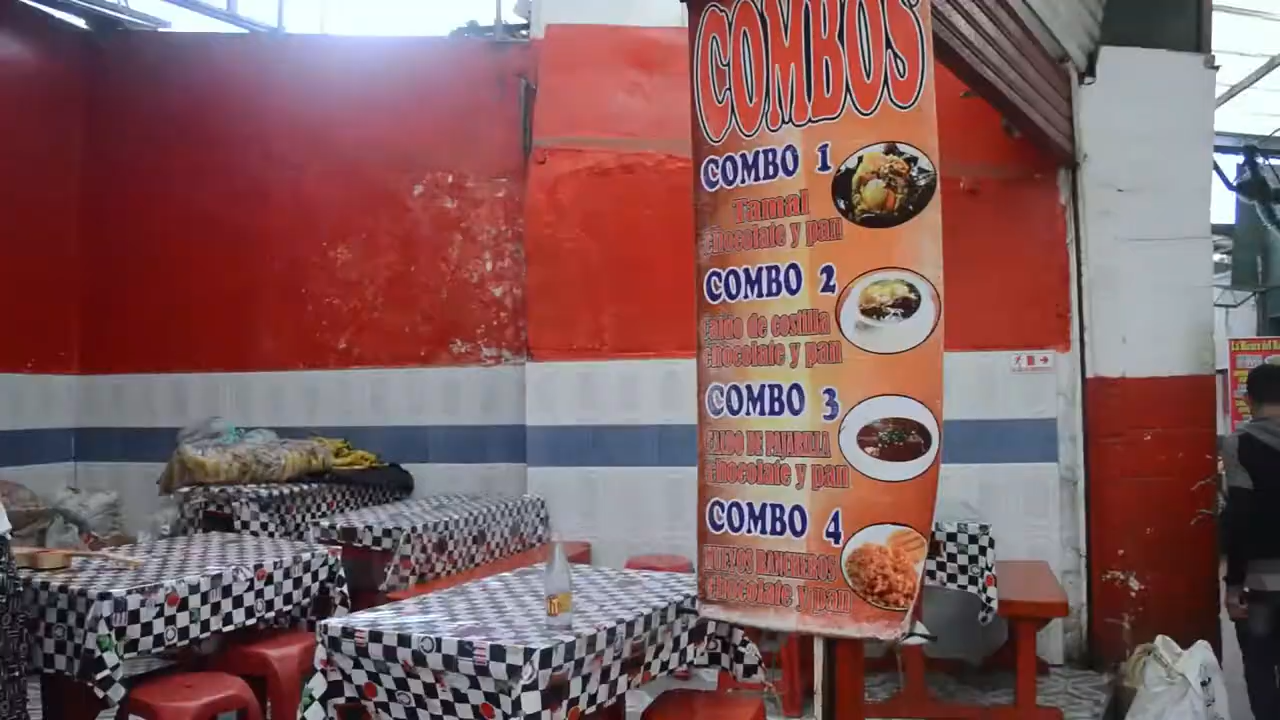 COMBOS
COMBO 1
Tamal
chocolate y pan
COMBO 2
Caldo de costilla
chocolate y pan
COMBO 3
CALDO DE PAJARILLA
chocolate y pan
COMBO 4
HUEVOS RANCHEROS
chocolate y pan